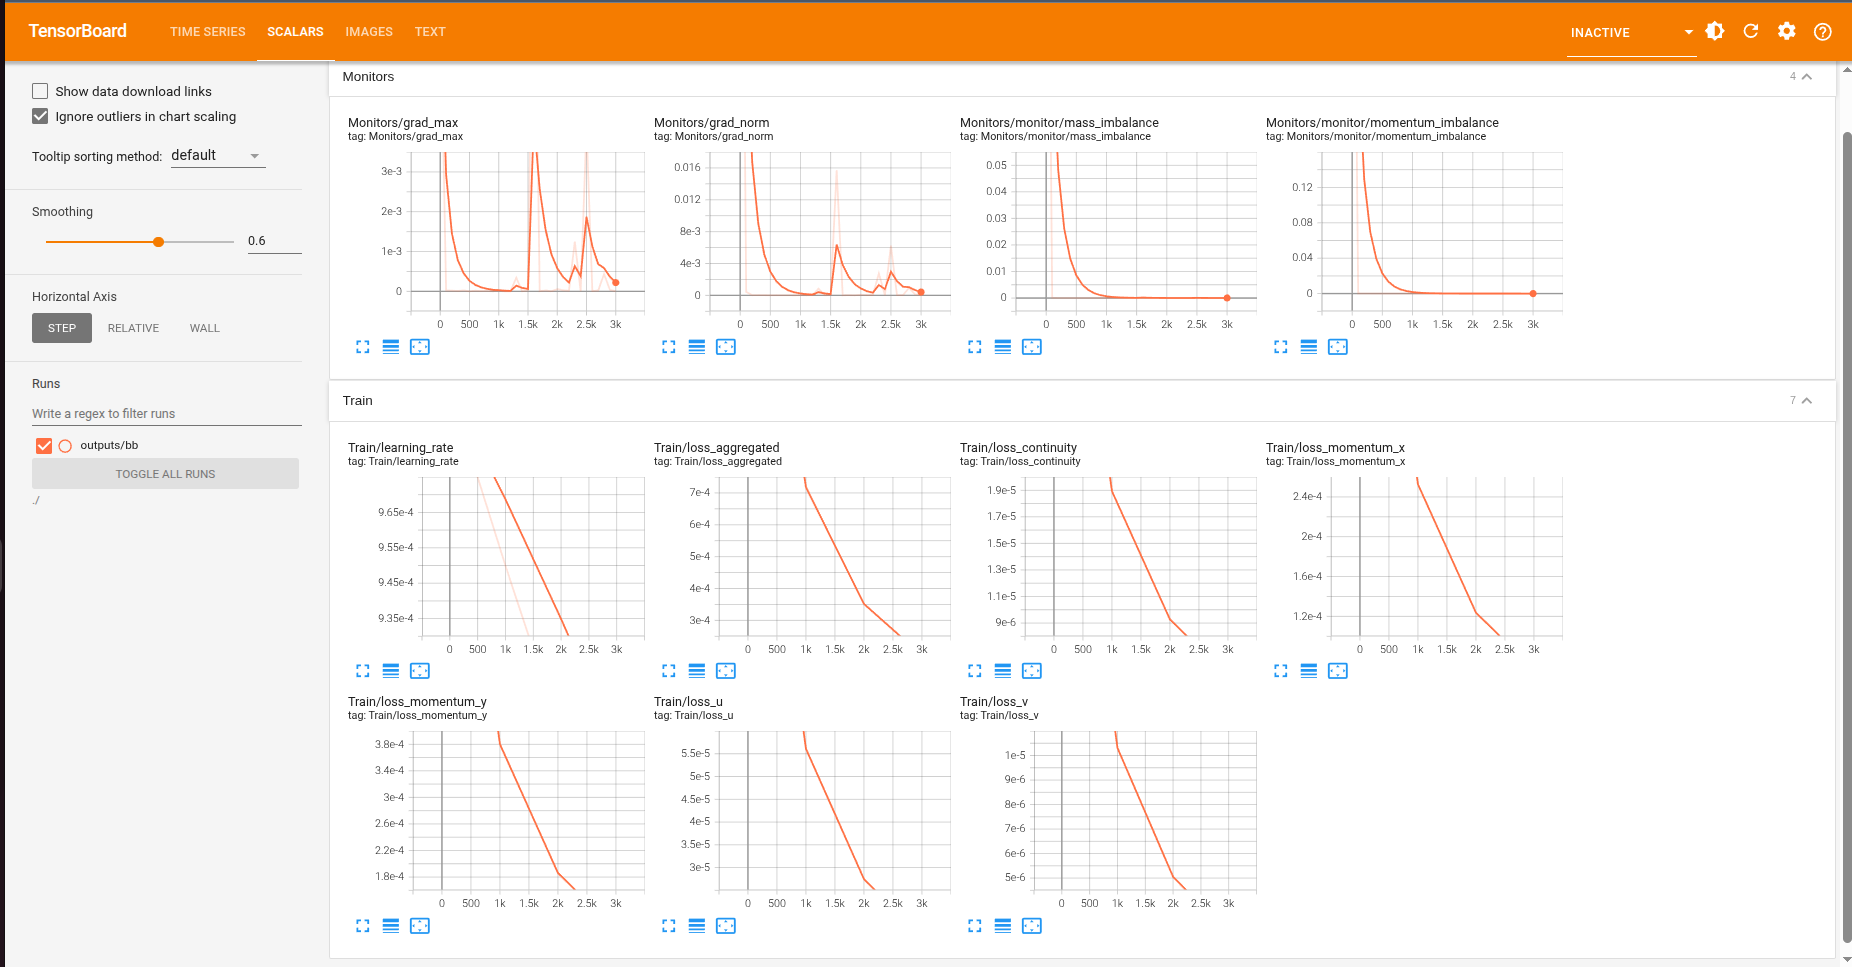 TensorBoard
TIME SERIES SCALARS IMAGES TEXT
INACTIVE
Show data download links
Ignore outliers in chart scaling
Tooltip sorting method: default
Smoothing
0.6
Horizontal Axis
STEP RELATIVE WALL
Runs
Write a regex to filter runs
outputs/bb
TOGGLE ALL RUNS
./
Monitors
4
Monitors/grad_max
tag: Monitors/grad_max
3e-3
2e-3
1e-3
0
0 500 1k 1.5k 2k 2.5k 3k
Monitors/grad_norm
tag: Monitors/grad_norm
0.016
0.012
8e-3
4e-3
0
0 500 1k 1.5k 2k 2.5k 3k
Monitors/monitor/mass_imbalance
tag: Monitors/monitor/mass_imbalance
0.05
0.04
0.03
0.02
0.01
0
0 500 1k 1.5k 2k 2.5k 3k
Monitors/monitor/momentum_imbalance
tag: Monitors/monitor/momentum_imbalance
0.12
0.08
0.04
0
0 500 1k 1.5k 2k 2.5k 3k
Train
7
Train/learning_rate
tag: Train/learning_rate
9.65e-4
9.55e-4
9.45e-4
9.35e-4
0 500 1k 1.5k 2k 2.5k 3k
Train/loss_aggregated
tag: Train/loss_aggregated
7e-4
6e-4
5e-4
4e-4
3e-4
0 500 1k 1.5k 2k 2.5k 3k
Train/loss_continuity
tag: Train/loss_continuity
1.9e-5
1.7e-5
1.5e-5
1.3e-5
1.1e-5
9e-6
0 500 1k 1.5k 2k 2.5k 3k
Train/loss_momentum_x
tag: Train/loss_momentum_x
2.4e-4
2e-4
1.6e-4
1.2e-4
0 500 1k 1.5k 2k 2.5k 3k
Train/loss_momentum_y
tag: Train/loss_momentum_y
3.8e-4
3.4e-4
3e-4
2.6e-4
2.2e-4
1.8e-4
0 500 1k 1.5k 2k 2.5k 3k
Train/loss_u
tag: Train/loss_u
5.5e-5
5e-5
4.5e-5
4e-5
3.5e-5
3e-5
0 500 1k 1.5k 2k 2.5k 3k
Train/loss_v
tag: Train/loss_v
1e-5
9e-6
8e-6
7e-6
6e-6
5e-6
0 500 1k 1.5k 2k 2.5k 3k